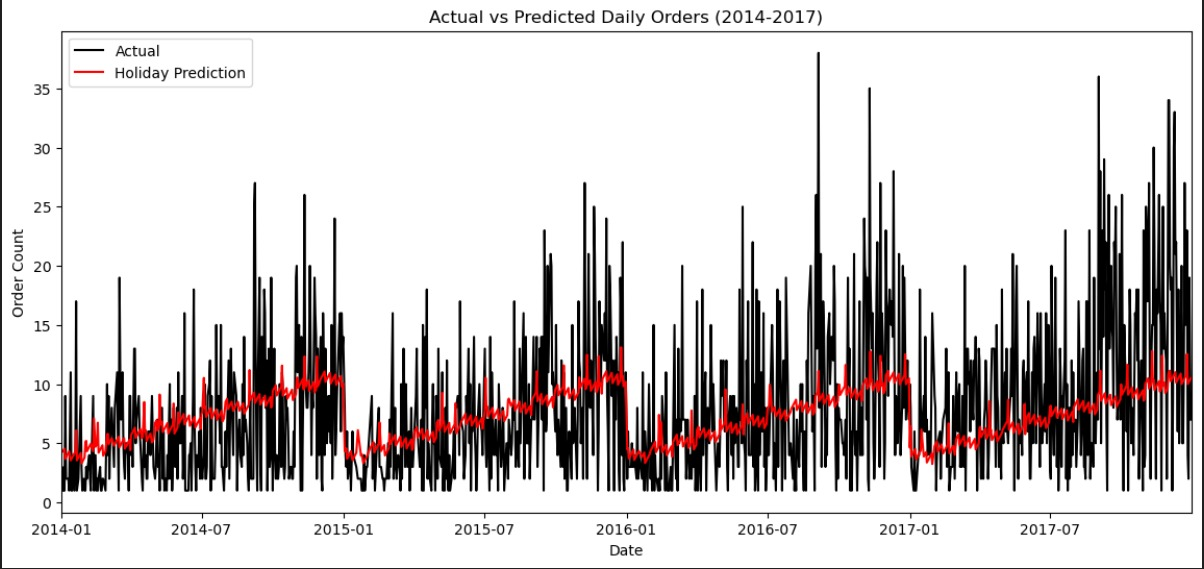 Actual vs Predicted Daily Orders (2014-2017)
Actual
Holiday Prediction
35
30
25
20
15
10
5
0
Order Count
2014-01 2014-07 2015-01 2015-07 2016-01 2016-07 2017-01 2017-07
Date